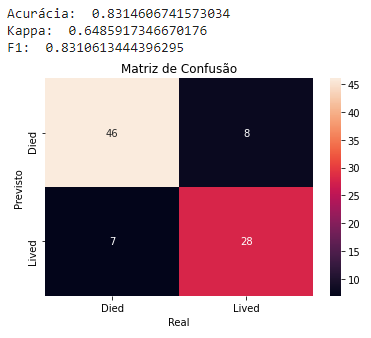 Acurácia:  0.8314606741573034
Kappa:  0.6485917346670176
F1:  0.8310613444396295
Matriz de Confusão
Previsto
Died
Lived
46
8
7
28
Died
Lived
Real
45
40
35
30
25
20
15
10